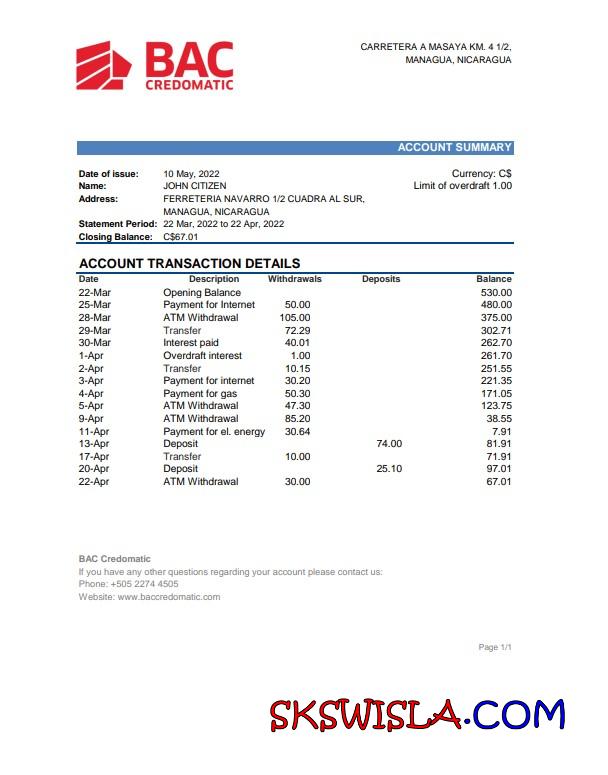 BAC
CREDOMATIC
CARRETERA A MASAYA KM. 4 1/2,
MANAGUA, NICARAGUA
ACCOUNT SUMMARY
Date of issue: 10 May, 2022 Currency: C$
Name: JOHN CITIZEN Limit of overdraft 1.00
Address: FERRETERIA NAVARRO 1/2 CUADRA AL SUR,
MANAGUA, NICARAGUA
Statement Period: 22 Mar, 2022 to 22 Apr, 2022
Closing Balance: C$67.01
ACCOUNT TRANSACTION DETAILS
Date Description Withdrawals Deposits Balance
22-Mar Opening Balance 530.00
25-Mar Payment for Internet 50.00 480.00
28-Mar ATM Withdrawal 105.00 375.00
29-Mar Transfer 72.29 302.71
30-Mar Interest paid 40.01 262.70
1-Apr Overdraft interest 1.00 261.70
2-Apr Transfer 10.15 251.55
3-Apr Payment for internet 30.20 221.35
4-Apr Payment for gas 50.30 171.05
5-Apr ATM Withdrawal 47.30 123.75
9-Apr ATM Withdrawal 85.20 38.55
11-Apr Payment for el. energy 30.64 7.91
13-Apr Deposit 74.00 81.91
17-Apr Transfer 10.00 71.91
20-Apr Deposit 25.10 97.01
22-Apr ATM Withdrawal 30.00 67.01
BAC Credomatic
If you have any other questions regarding your account please contact us:
Phone: +505 2274 4505
Website: www.baccredomatic.com
Page 1/1
SKSWISLA.COM